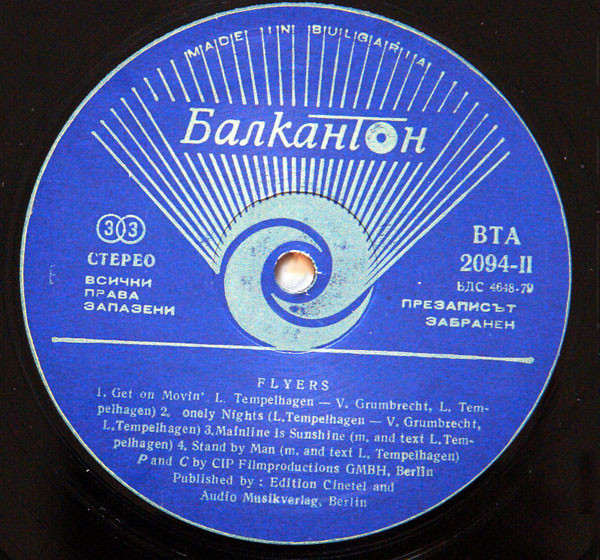 MADE IN BULGARIA
Балкантон
33
СТЕРЕО
ВСИЧКИ
ПРАВА
ЗАПАЗЕНИ
ВТА
2094-II
БДС 4648-79
ПРЕЗАПИСЪТ
ЗАБРАНЕН
FLYERS
1. Get on Movin'. L. Tempelhagen — V. Grumbrecht, L. Tem-
pelhagen) 2. onely Nights (L.Tempelhagen — V. Grumbrecht,
L.Tempelhagen) 3.Mainline is Sunshine (m. and text L.Tem-
pelhagen) 4. Stand by Man (m. and text L. Tempelhagen)
P and C by CIP Filmproductions GMBH, Berlin
Published by : Edition Cinetel and
Audio Musikverlag, Berlin